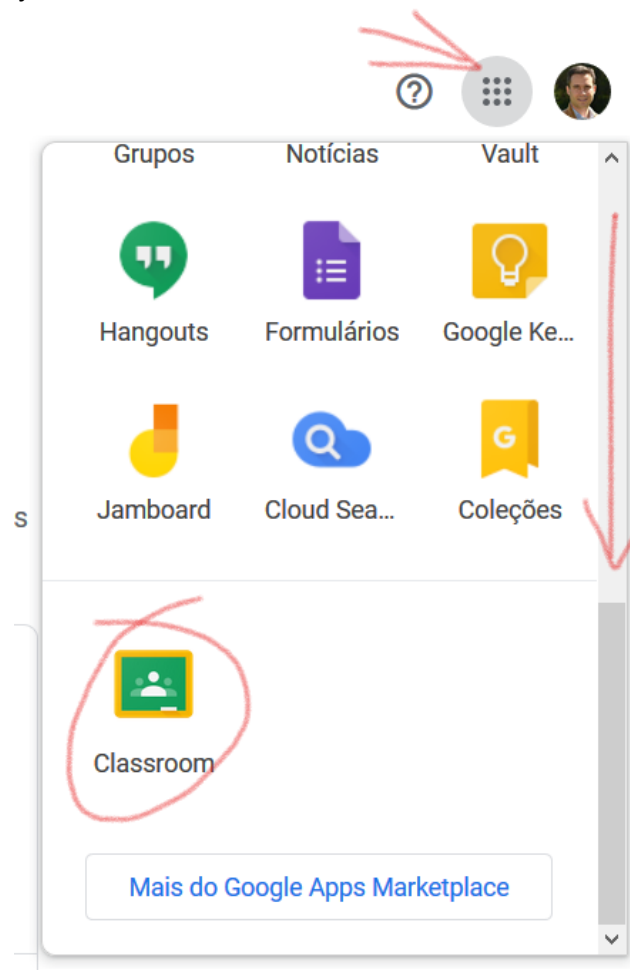 Grupos Notícias Vault
Hangouts Formulários Google Ke...
G
Jamboard Cloud Sea... Coleções
s
Classroom
Mais do Google Apps Marketplace